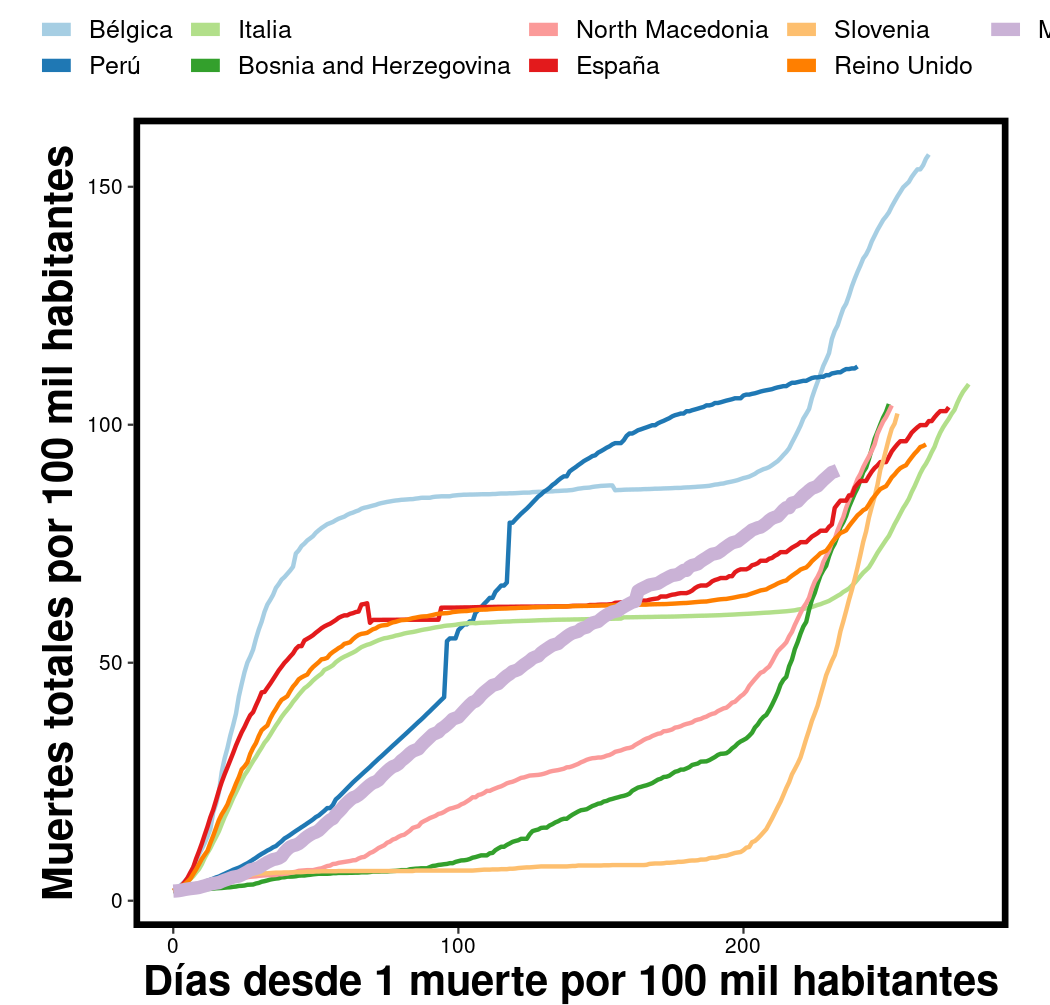 Bélgica Italia North Macedonia Slovenia M
Perú Bosnia and Herzegovina España Reino Unido
Muertes totales por 100 mil habitantes
150
100
50
0
0 100 200
Días desde 1 muerte por 100 mil habitantes